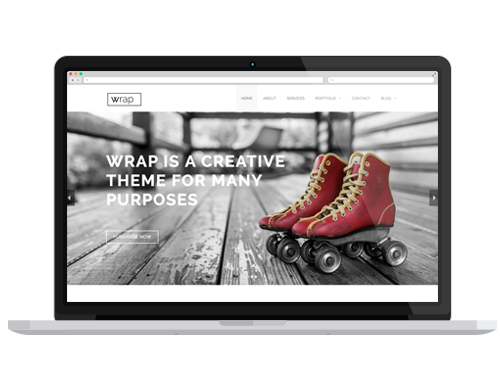 wrap
HOME ABOUT SERVICES PORTFOLIO CONTACT BLOG
WRAP IS A CREATIVE
THEME FOR MANY
PURPOSES
PURCHASE NOW